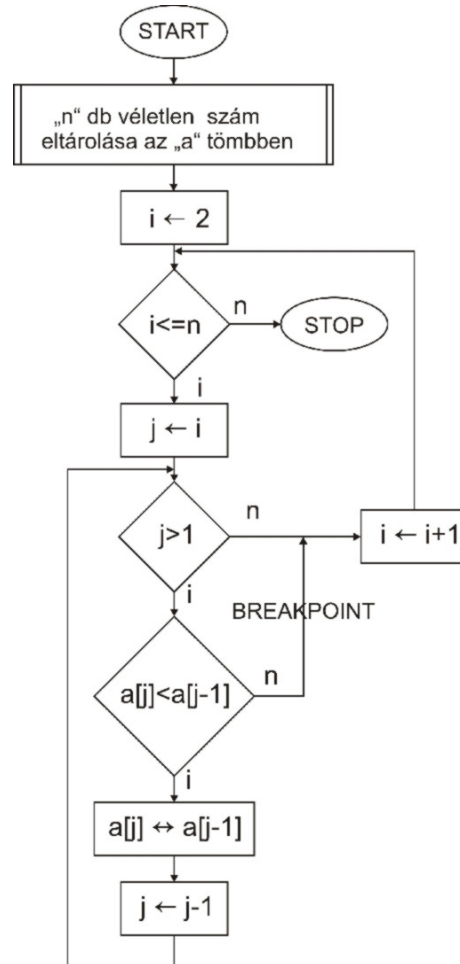 START
„n“ db véletlen szám
eltárolása az „a“ tömbben
i ← 2
i<=n
n
STOP
i
j ← i
j>1
n
i ← i+1
i
BREAKPOINT
a[j]<a[j-1]
n
i
a[j] ↔ a[j-1]
j ← j-1